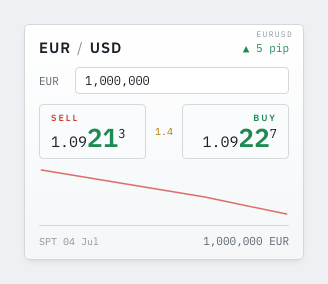 EURUSD
EUR / USD
▲ 5 pip
EUR 1,000,000
SELL
1.09213
1.4
BUY
1.09227
SPT 04 Jul
1,000,000 EUR